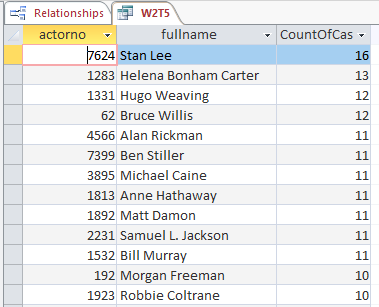 Relationships W2T5
actorno fullname CountOfCas
7624 Stan Lee 16
1283 Helena Bonham Carter 13
1331 Hugo Weaving 12
62 Bruce Willis 12
4566 Alan Rickman 11
7399 Ben Stiller 11
3895 Michael Caine 11
1813 Anne Hathaway 11
1892 Matt Damon 11
2231 Samuel L. Jackson 11
1532 Bill Murray 11
192 Morgan Freeman 10
1923 Robbie Coltrane 10